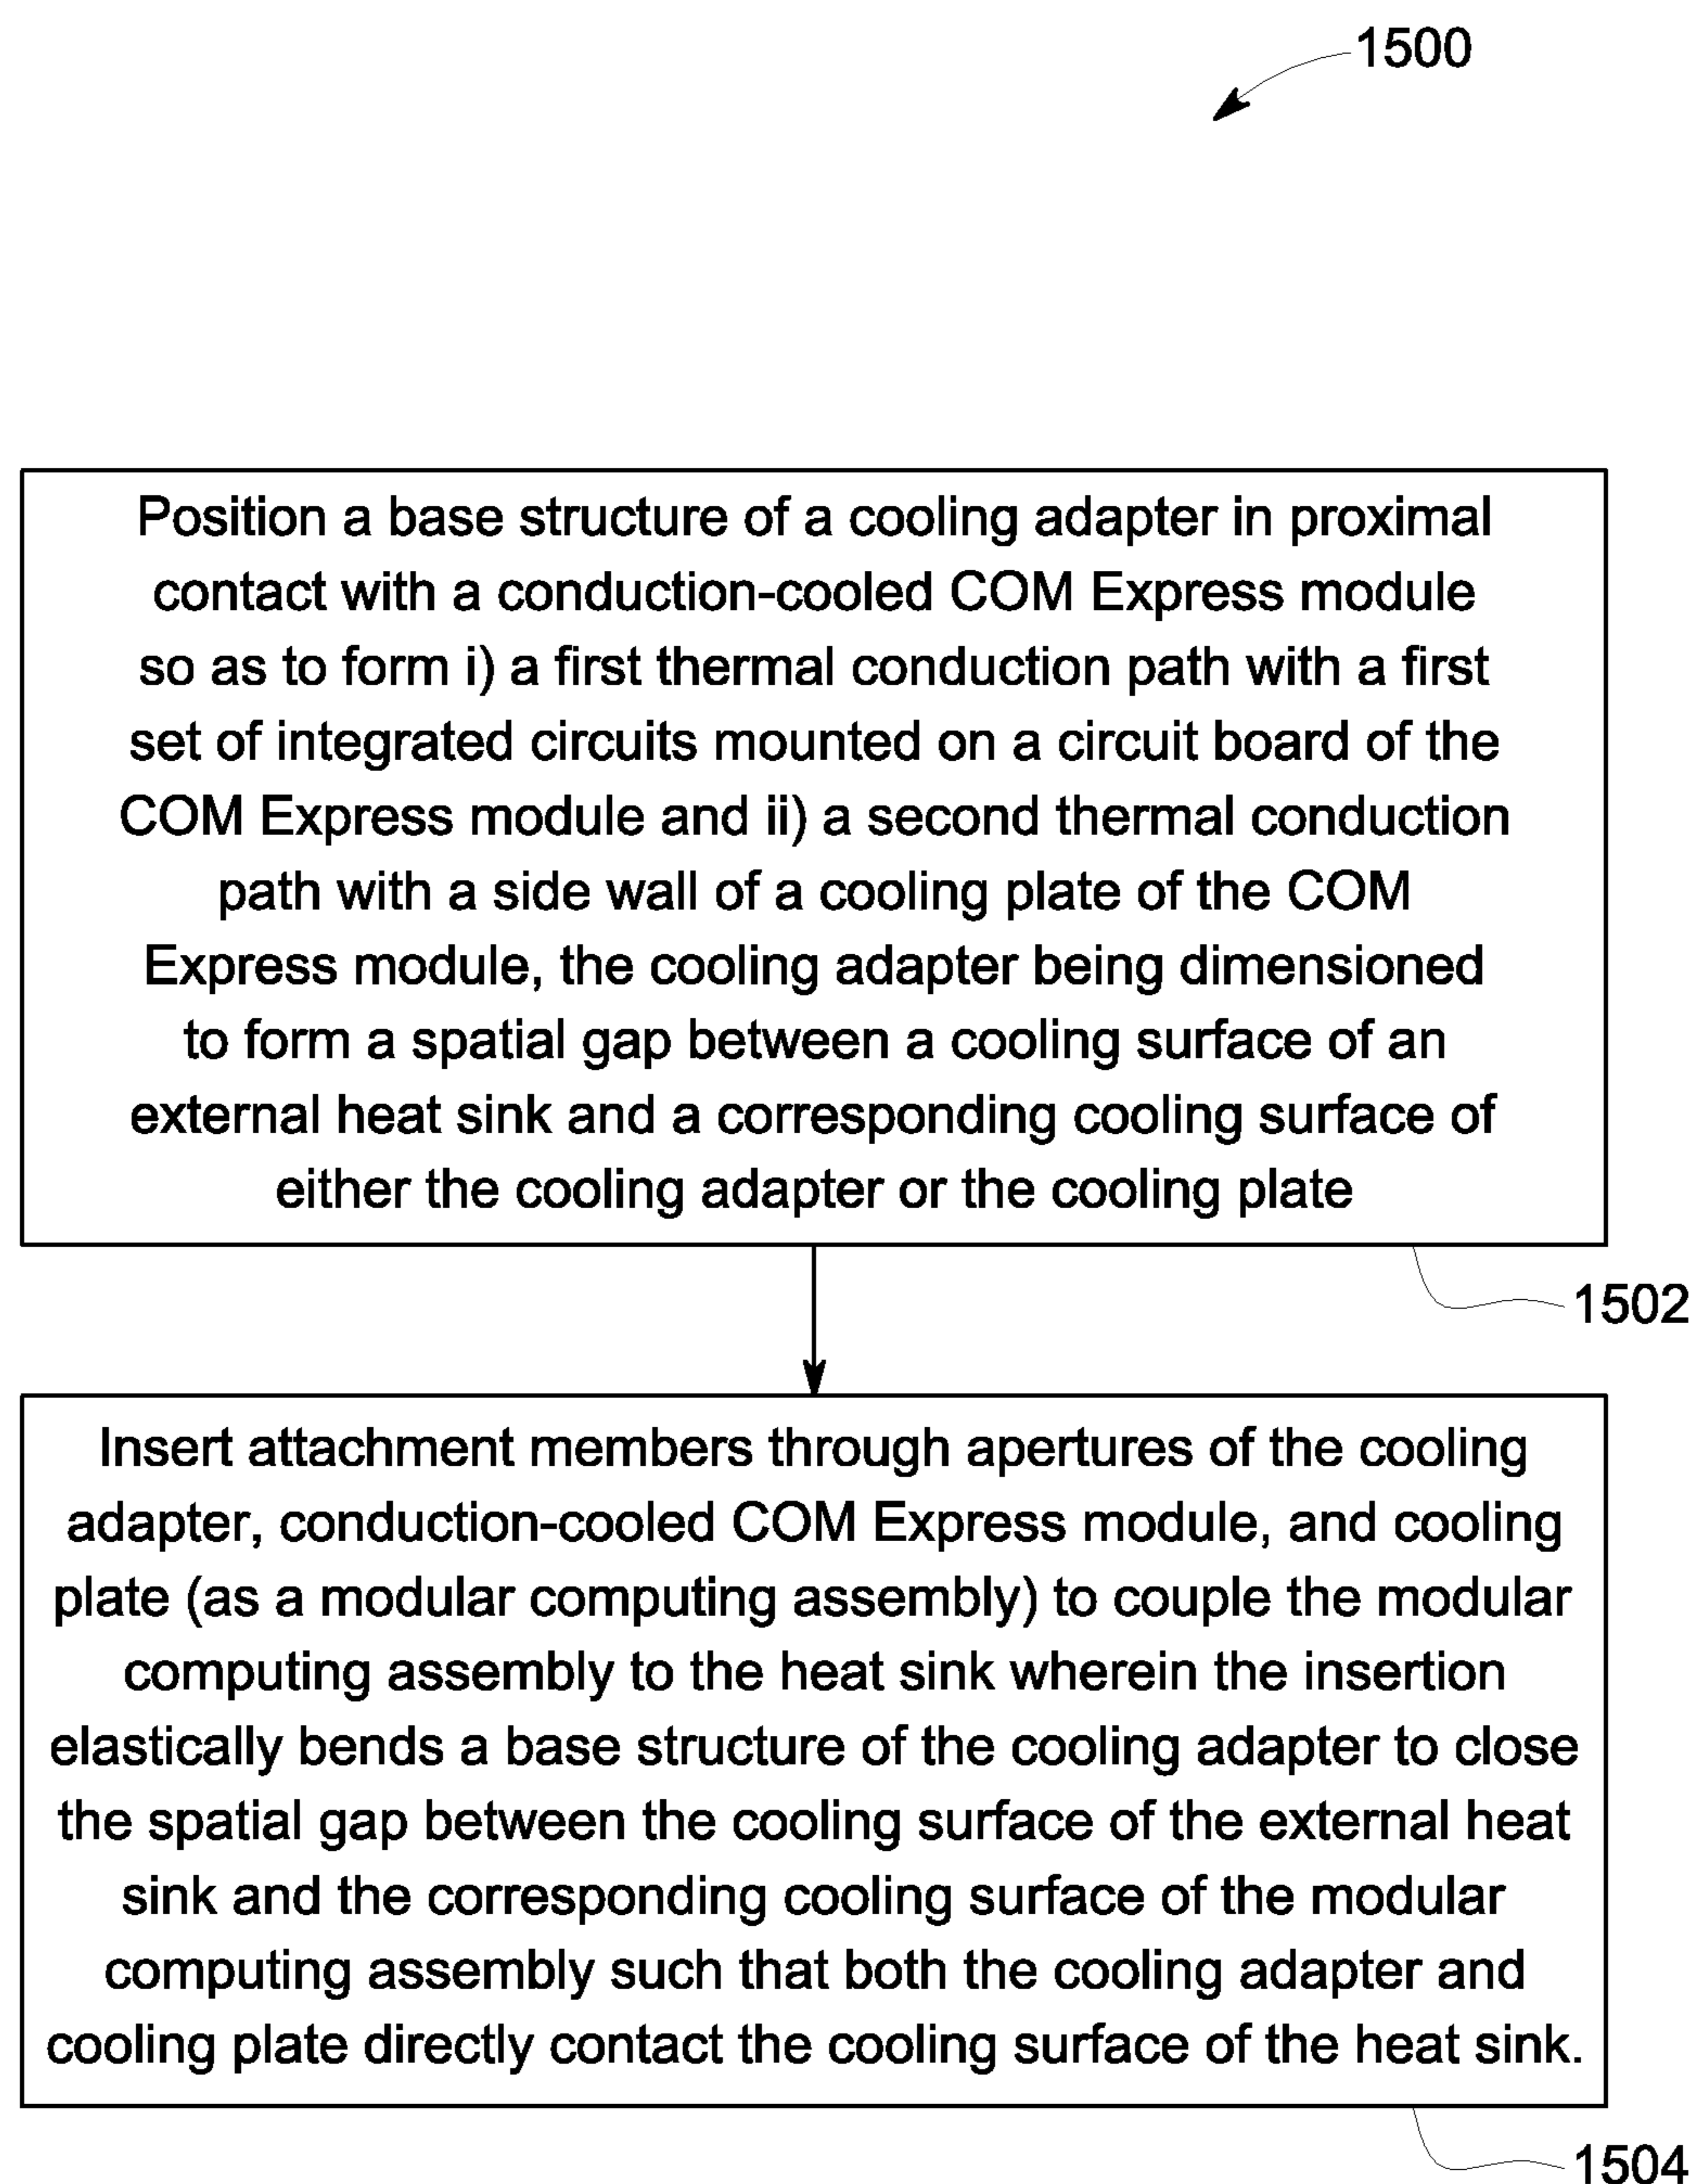 1500
Position a base structure of a cooling adapter in proximal
contact with a conduction-cooled COM Express module
so as to form i) a first thermal conduction path with a first
set of integrated circuits mounted on a circuit board of the
COM Express module and ii) a second thermal conduction
path with a side wall of a cooling plate of the COM
Express module, the cooling adapter being dimensioned
to form a spatial gap between a cooling surface of an
external heat sink and a corresponding cooling surface of
either the cooling adapter or the cooling plate
1502
Insert attachment members through apertures of the cooling
adapter, conduction-cooled COM Express module, and cooling
plate (as a modular computing assembly) to couple the modular
computing assembly to the heat sink wherein the insertion
elastically bends a base structure of the cooling adapter to close
the spatial gap between the cooling surface of the external heat
sink and the corresponding cooling surface of the modular
computing assembly such that both the cooling adapter and
cooling plate directly contact the cooling surface of the heat sink.
1504